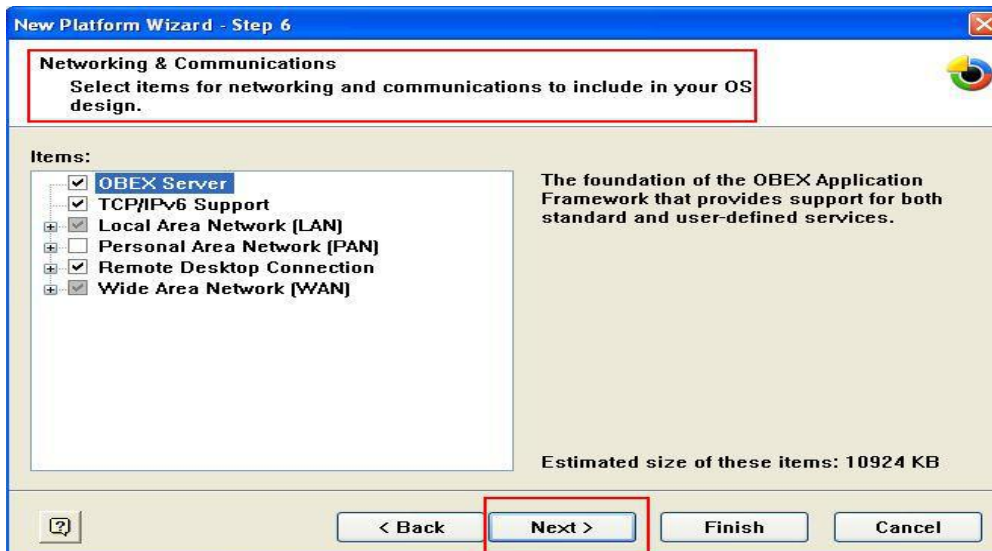 New Platform Wizard - Step 6
Networking & Communications
Select items for networking and communications to include in your OS
design.
Items:
OBEX Server
TCP/IPv6 Support
Local Area Network (LAN)
Personal Area Network (PAN)
Remote Desktop Connection
Wide Area Network (WAN)
The foundation of the OBEX Application
Framework that provides support for both
standard and user-defined services.
Estimated size of these items: 10924 KB
< Back
Next >
Finish
Cancel